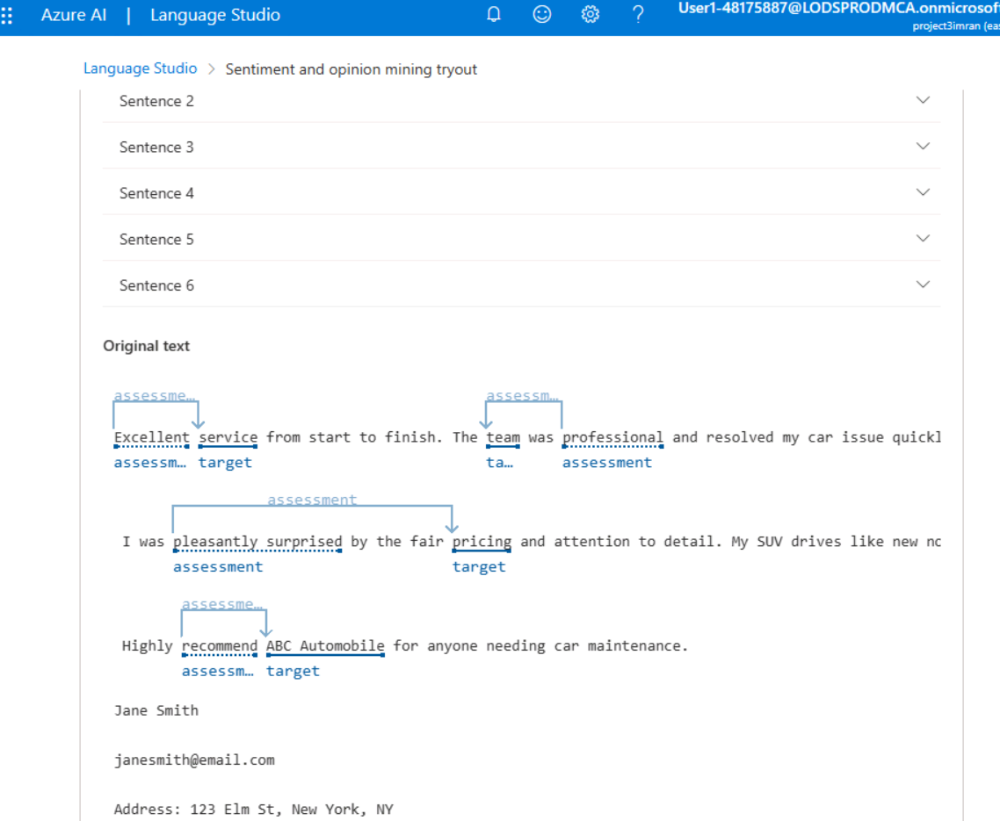 Azure AI | Language Studio
User1-48175887@LODSPRODMCA.onmicrosoft
project3imran (eas
Language Studio > Sentiment and opinion mining tryout
Sentence 2
Sentence 3
Sentence 4
Sentence 5
Sentence 6
Original text
assessme… assessm…
Excellent service from start to finish. The team was professional and resolved my car issue quickl
assessm… target ta… assessment
assessment
I was pleasantly surprised by the fair pricing and attention to detail. My SUV drives like new no
assessment target
assessme…
Highly recommend ABC Automobile for anyone needing car maintenance.
assessm… target
Jane Smith
janesmith@email.com
Address: 123 Elm St, New York, NY